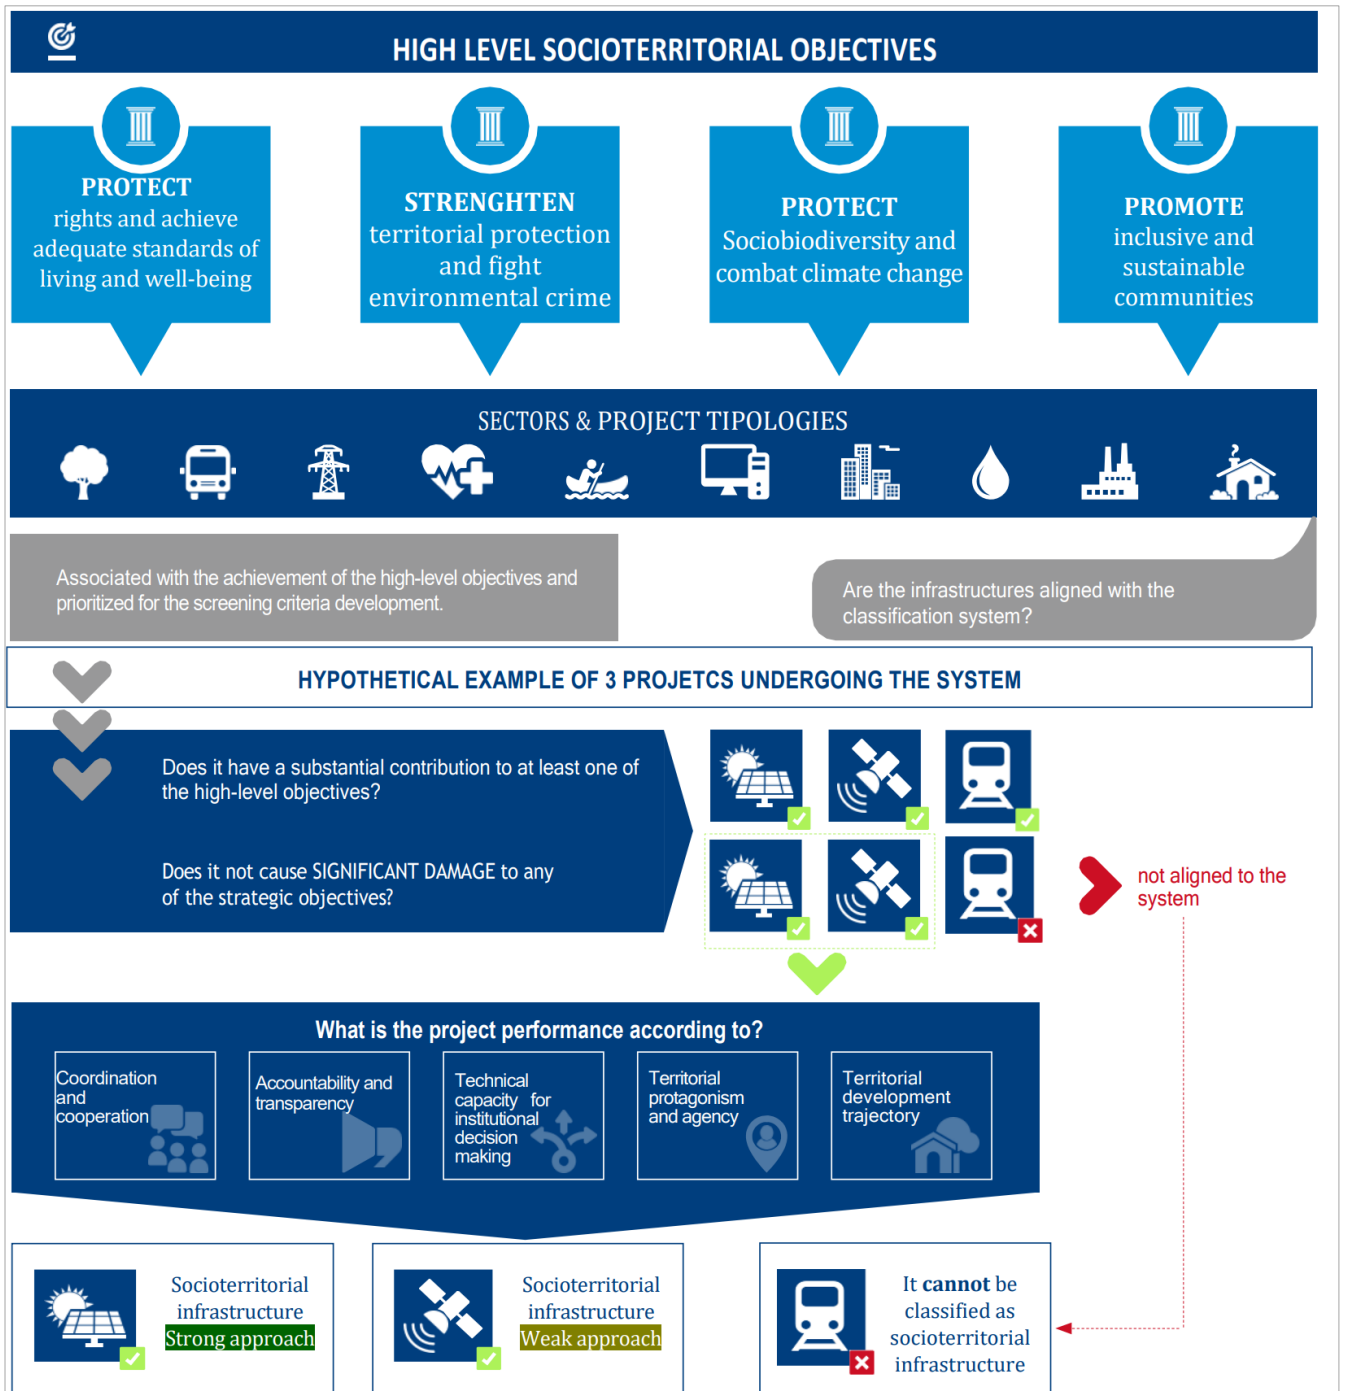 HIGH LEVEL SOCIOTERRITORIAL OBJECTIVES
PROTECT
rights and achieve
adequate standards of
living and well-being
STRENGHTEN
territorial protection
and fight
environmental crime
PROTECT
Sociobiodiversity and
combat climate change
PROMOTE
inclusive and
sustainable
communities
SECTORS & PROJECT TIPOLOGIES
Associated with the achievement of the high-level objectives and
prioritized for the screening criteria development.
Are the infrastructures aligned with the
classification system?
HYPOTHETICAL EXAMPLE OF 3 PROJETCS UNDERGOING THE SYSTEM
Does it have a substantial contribution to at least one of
the high-level objectives?
Does it not cause SIGNIFICANT DAMAGE to any
of the strategic objectives?
not aligned to the
system
What is the project performance according to?
Coordination
and
cooperation
Accountability and
transparency
Technical
capacity for
institutional
decision
making
Territorial
protagonism
and agency
Territorial
development
trajectory
Socioterritorial
infrastructure
Strong approach
Socioterritorial
infrastructure
Weak approach
It cannot be
classified as
socioterritorial
infrastructure